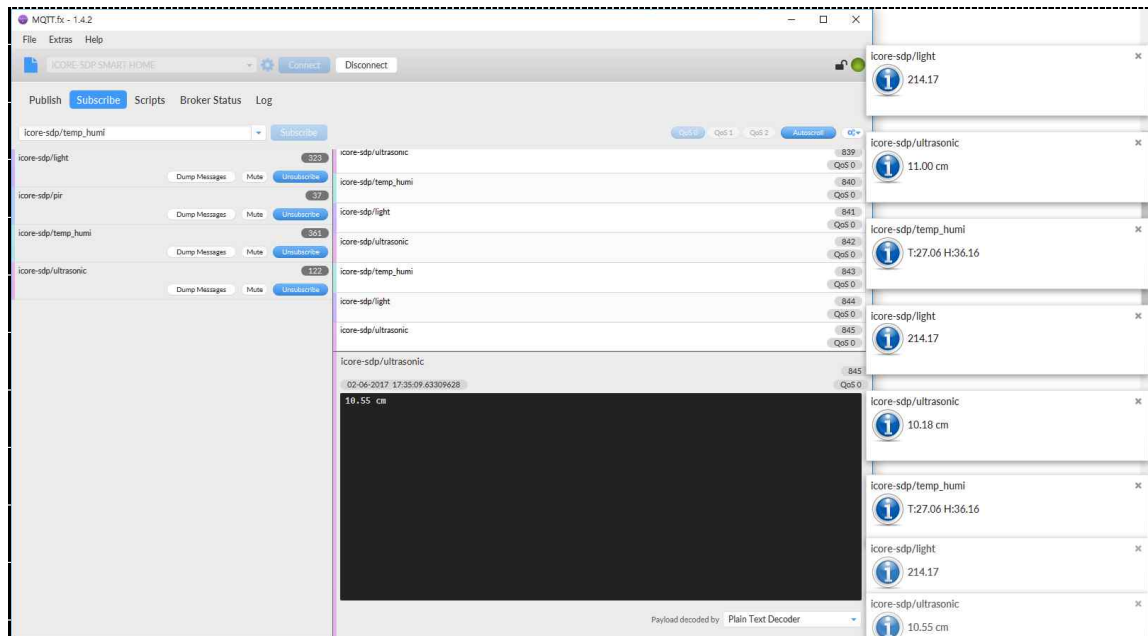 MQTT.fx - 1.4.2
File Extras Help
ICORE-SDP SMART HOME Connect Disconnect
Publish Subscribe Scripts Broker Status Log
icore-sdp/temp_humi Subscribe QoS 0 QoS 1 QoS 2 Autoscroll
icore-sdp/light 323
Dump Messages Mute Unsubscribe
icore-sdp/pir 37
Dump Messages Mute Unsubscribe
icore-sdp/temp_humi 361
Dump Messages Mute Unsubscribe
icore-sdp/ultrasonic 122
Dump Messages Mute Unsubscribe
icore-sdp/ultrasonic 839
QoS 0
icore-sdp/temp_humi 840
QoS 0
icore-sdp/light 841
QoS 0
icore-sdp/ultrasonic 842
QoS 0
icore-sdp/temp_humi 843
QoS 0
icore-sdp/light 844
QoS 0
icore-sdp/ultrasonic 845
QoS 0
icore-sdp/ultrasonic 845
02-06-2017 17:35:09.63309628 QoS 0
10.55 cm
Payload decoded by Plain Text Decoder
icore-sdp/light
214.17
icore-sdp/ultrasonic
11.00 cm
icore-sdp/temp_humi
T:27.06 H:36.16
icore-sdp/light
214.17
icore-sdp/ultrasonic
10.18 cm
icore-sdp/temp_humi
T:27.06 H:36.16
icore-sdp/light
214.17
icore-sdp/ultrasonic
10.55 cm